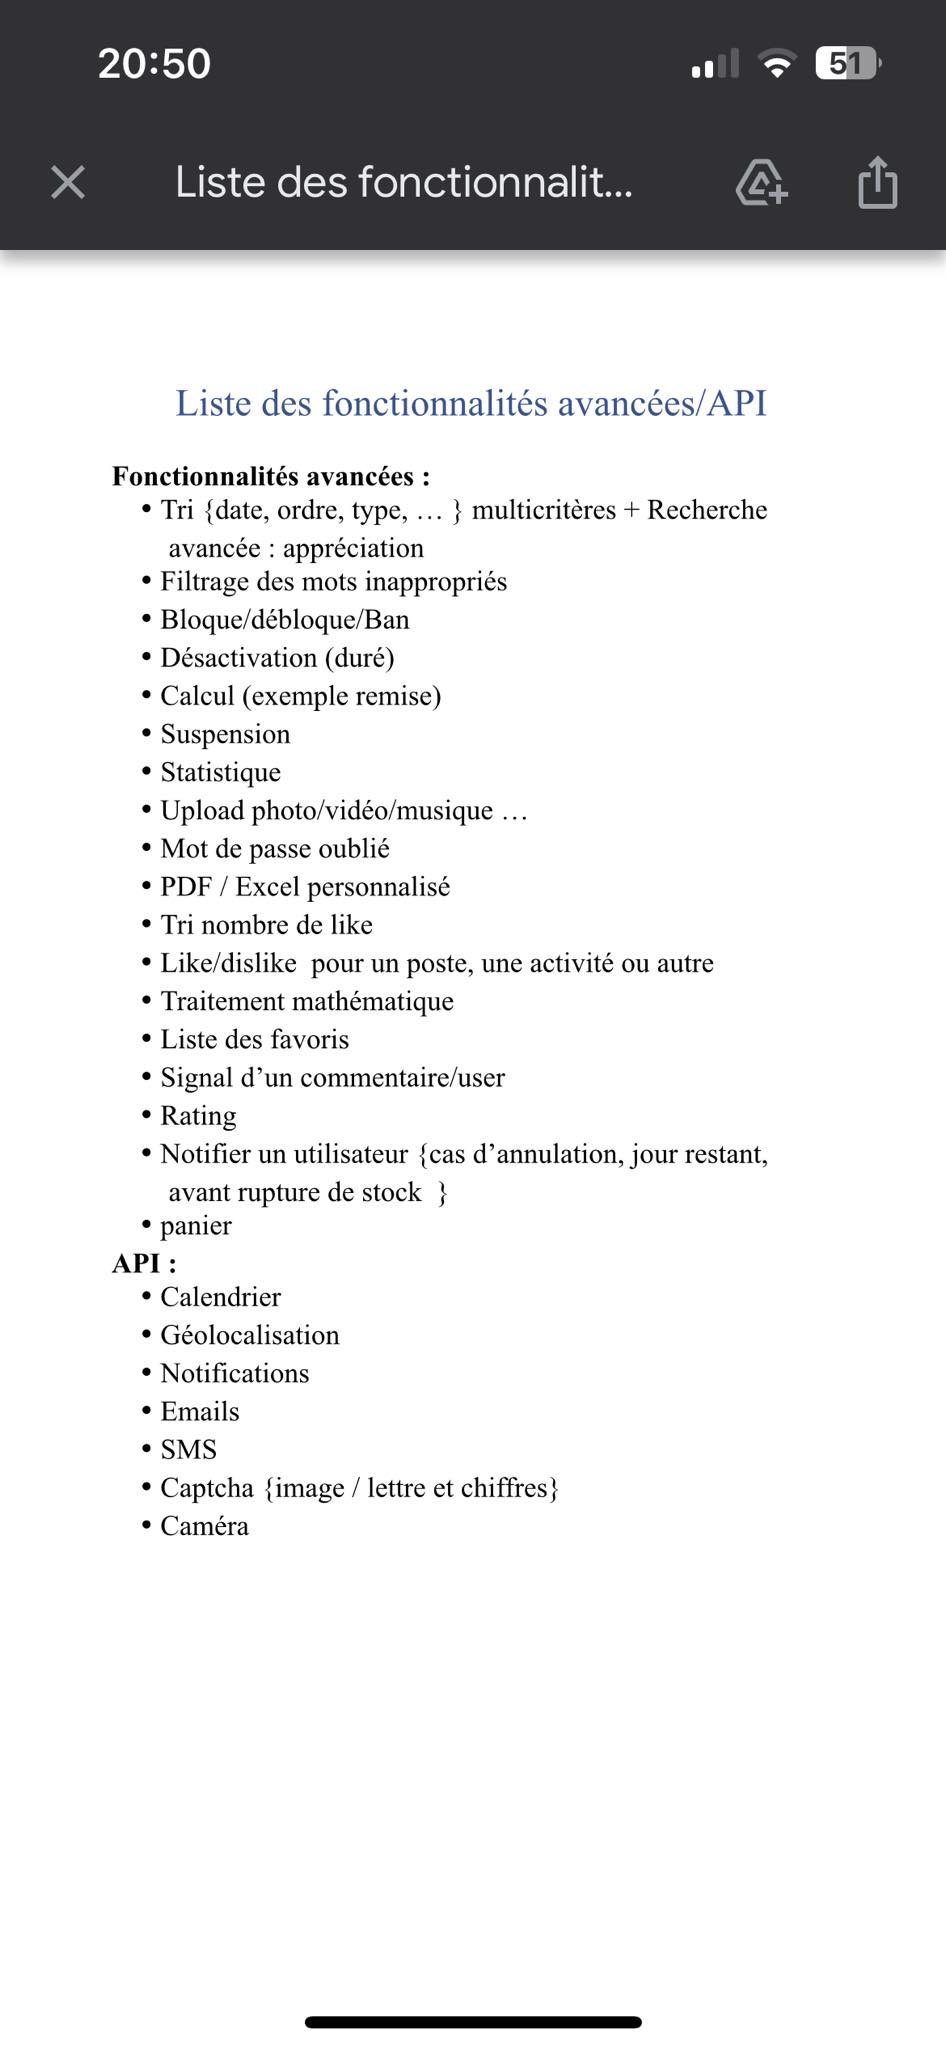 20:50
51
Liste des fonctionnalit...
Liste des fonctionnalités avancées/API
Fonctionnalités avancées :
• Tri {date, ordre, type, … } multicritères + Recherche
avancée : appréciation
• Filtrage des mots inappropriés
• Bloque/débloque/Ban
• Désactivation (duré)
• Calcul (exemple remise)
• Suspension
• Statistique
• Upload photo/vidéo/musique …
• Mot de passe oublié
• PDF / Excel personnalisé
• Tri nombre de like
• Like/dislike  pour un poste, une activité ou autre
• Traitement mathématique
• Liste des favoris
• Signal d’un commentaire/user
• Rating
• Notifier un utilisateur {cas d’annulation, jour restant,
avant rupture de stock  }
• panier
API :
• Calendrier
• Géolocalisation
• Notifications
• Emails
• SMS
• Captcha {image / lettre et chiffres}
• Caméra